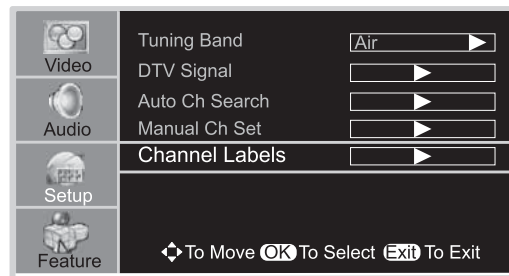 Video
Audio
Setup
Feature
Tuning Band Air
DTV Signal
Auto Ch Search
Manual Ch Set
Channel Labels
To Move OK To Select Exit To Exit